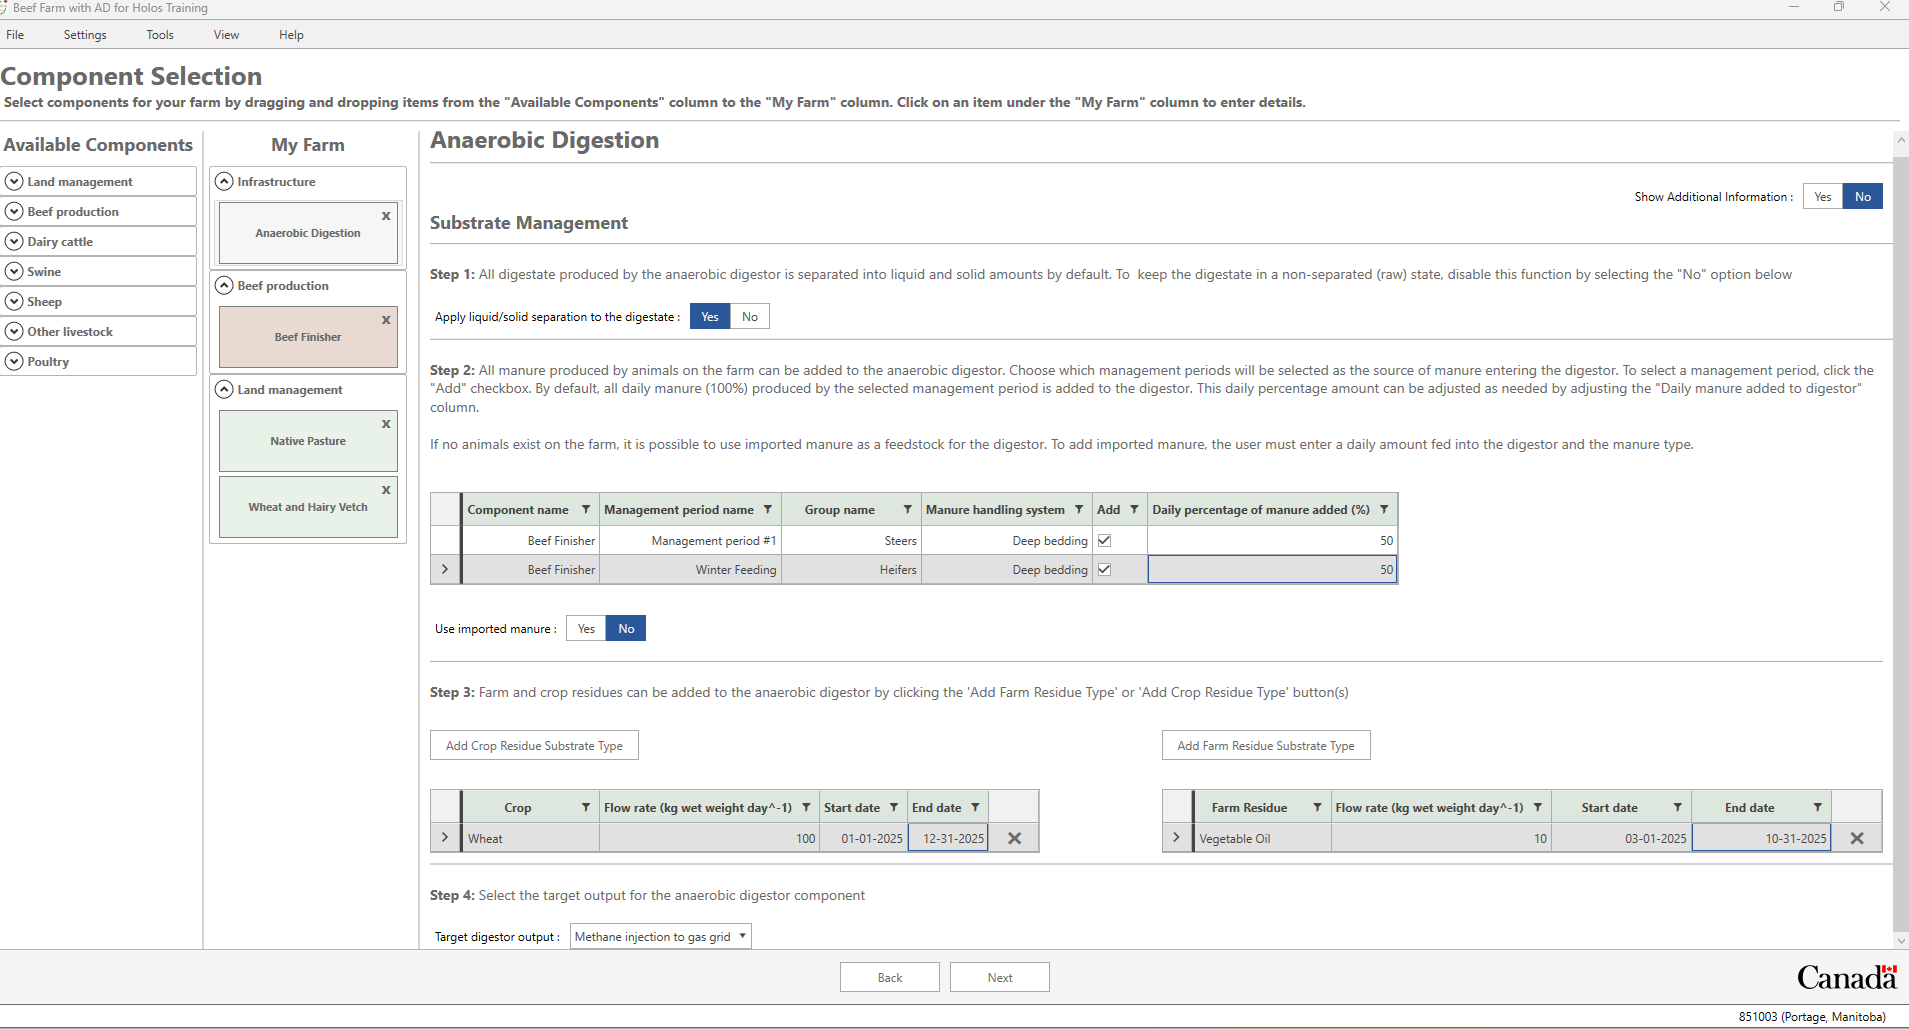 Beef Farm with AD for Holos Training
File Settings Tools View Help
Component Selection
Select components for your farm by dragging and dropping items from the "Available Components" column to the "My Farm" column. Click on an item under the "My Farm" column to enter details.
Available Components
Land management
Beef production
Dairy cattle
Swine
Sheep
Other livestock
Poultry
My Farm
Infrastructure
Anaerobic Digestion x
Beef production
Beef Finisher x
Land management
Native Pasture x
Wheat and Hairy Vetch x
Anaerobic Digestion
Show Additional Information : Yes No
Substrate Management
Step 1: All digestate produced by the anaerobic digestor is separated into liquid and solid amounts by default. To  keep the digestate in a non-separated (raw) state, disable this function by selecting the "No" option below
Apply liquid/solid separation to the digestate : Yes No
Step 2: All manure produced by animals on the farm can be added to the anaerobic digestor. Choose which management periods will be selected as the source of manure entering the digestor. To select a management period, click the
"Add" checkbox. By default, all daily manure (100%) produced by the selected management period is added to the digestor. This daily percentage amount can be adjusted as needed by adjusting the "Daily manure added to digestor"
column.
If no animals exist on the farm, it is possible to use imported manure as a feedstock for the digestor. To add imported manure, the user must enter a daily amount fed into the digestor and the manure type.
Component name Management period name Group name Manure handling system Add Daily percentage of manure added (%)
Beef Finisher Management period #1 Steers Deep bedding 50
Beef Finisher Winter Feeding Heifers Deep bedding 50
Use imported manure : Yes No
Step 3: Farm and crop residues can be added to the anaerobic digestor by clicking the 'Add Farm Residue Type' or 'Add Crop Residue Type' button(s)
Add Crop Residue Substrate Type
Crop Flow rate (kg wet weight day^-1) Start date End date
Wheat 100 01-01-2025 12-31-2025
Add Farm Residue Substrate Type
Farm Residue Flow rate (kg wet weight day^-1) Start date End date
Vegetable Oil 10 03-01-2025 10-31-2025
Step 4: Select the target output for the anaerobic digestor component
Target digestor output : Methane injection to gas grid
Back Next
Canada
851003 (Portage, Manitoba)